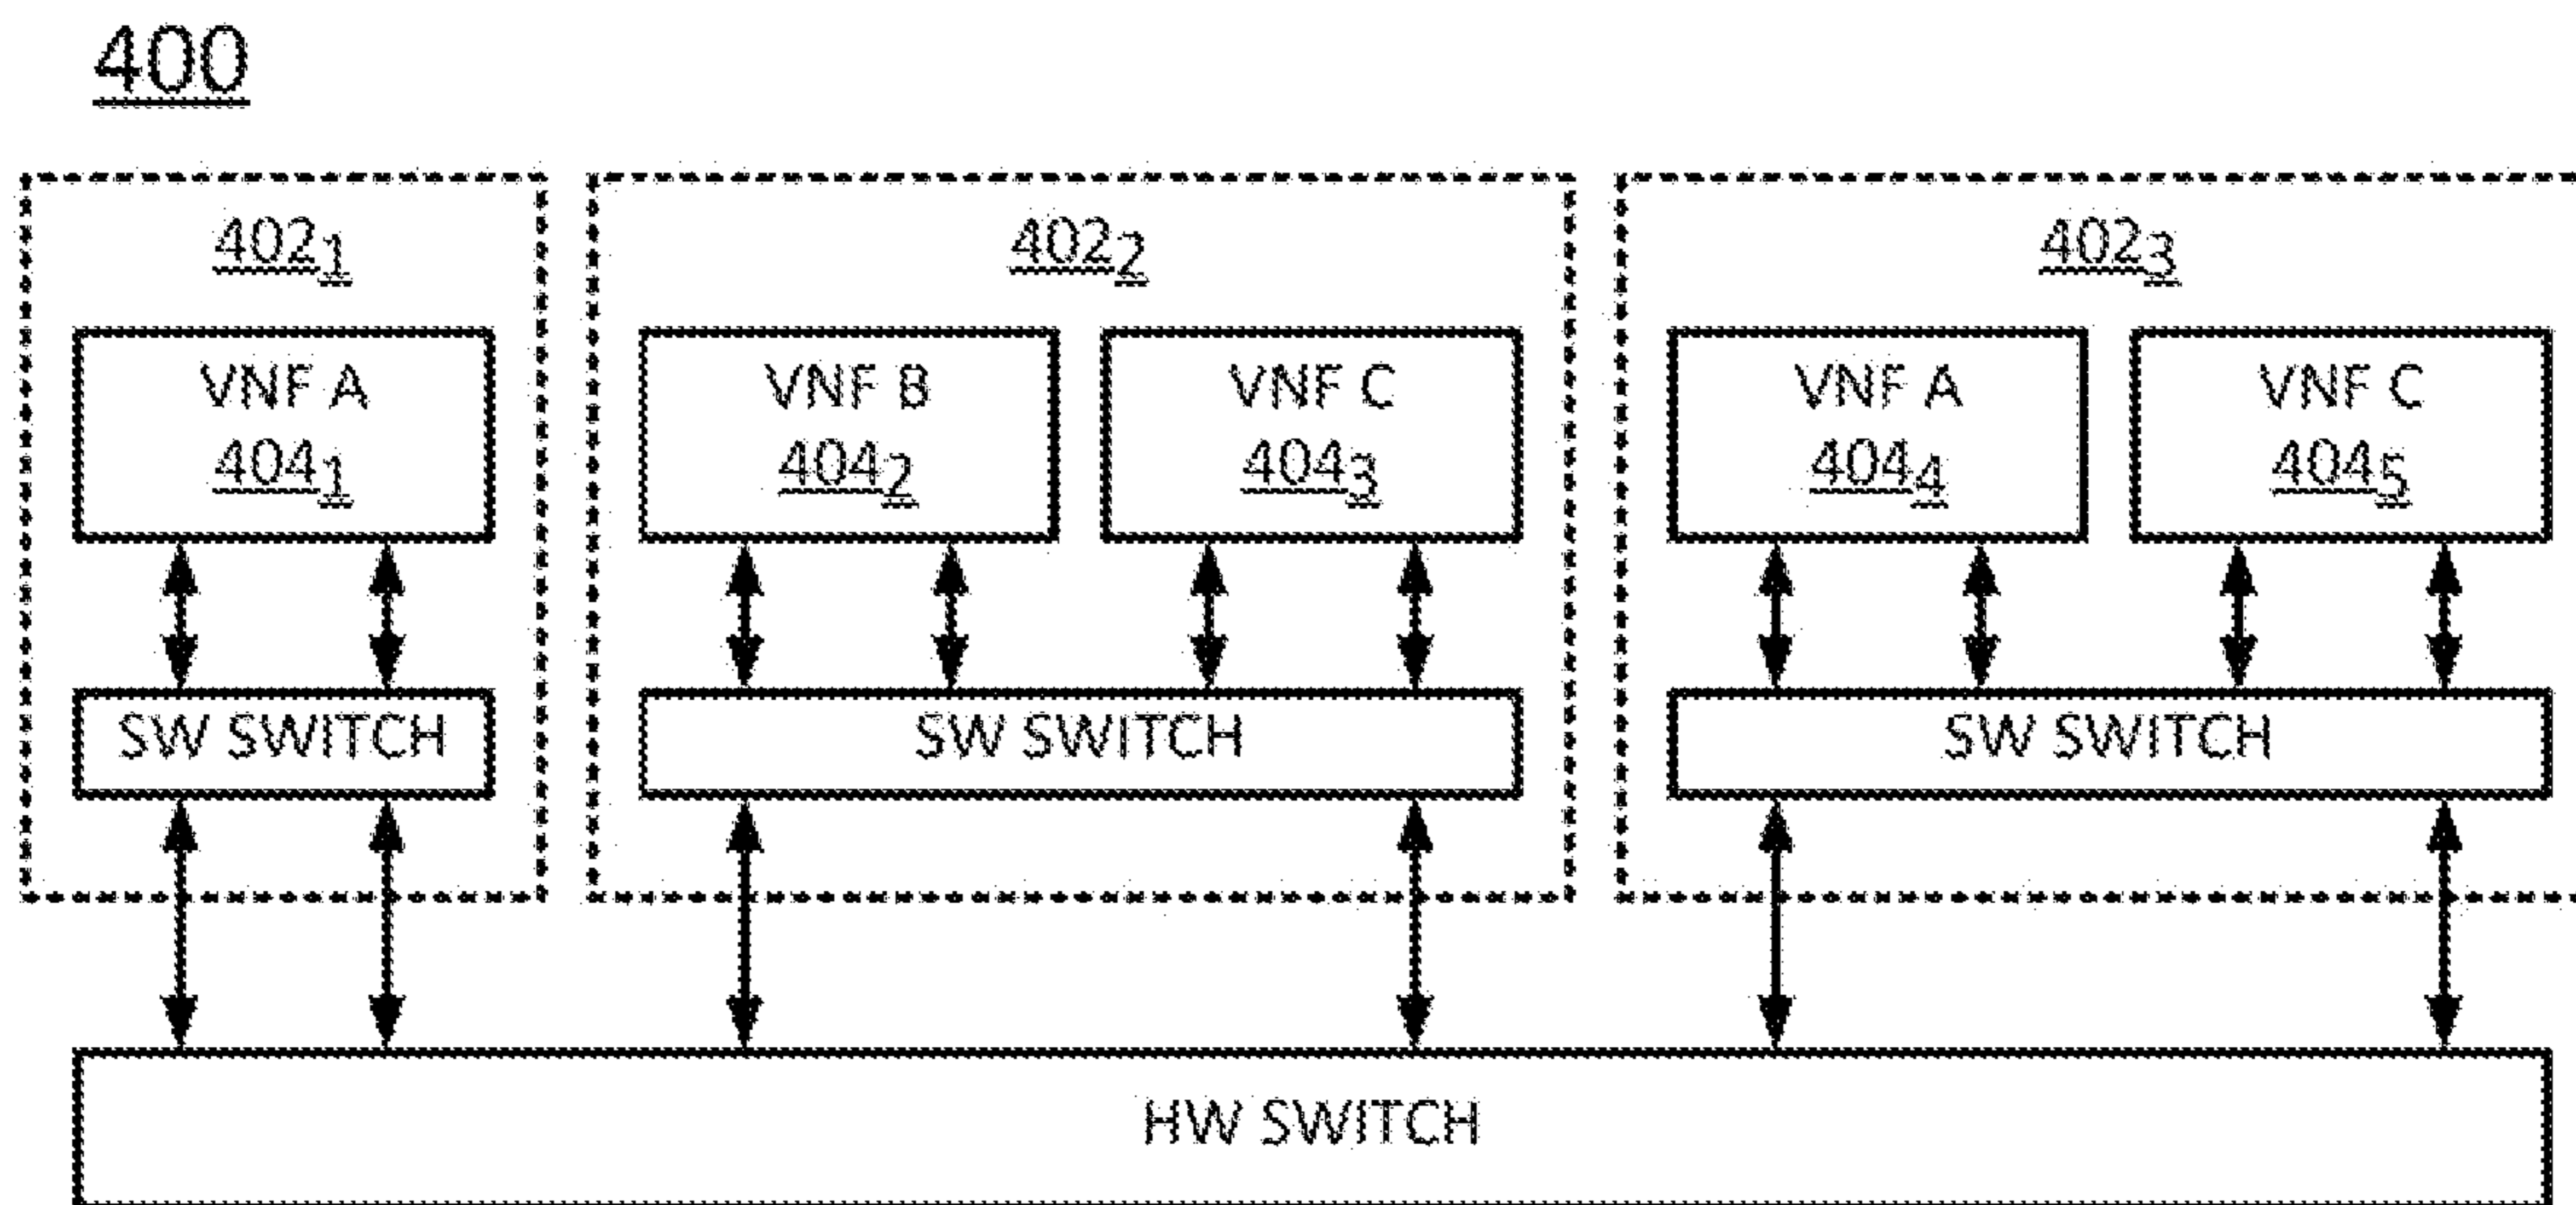 400
402₁
402₂
402₃
VNF A
404₁
VNF B
404₂
VNF C
404₃
VNF A
404₄
VNF C
404₅
SW SWITCH
SW SWITCH
SW SWITCH
HW SWITCH